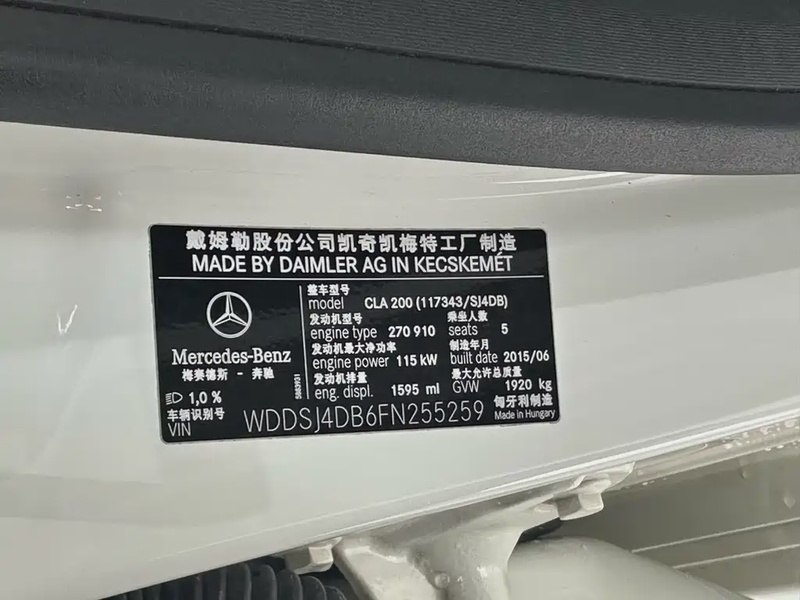 戴姆勒股份公司凯奇凯梅特工厂制造
MADE BY DAIMLER AG IN KECSKEMÉT
整车型号
model CLA 200 (117343/SJ4DB)
发动机型号 乘坐人数
engine type 270 910 seats 5
发动机最大净功率 制造年月
engine power 115 kW built date 2015/06
发动机排量 最大允许总质量
eng. displ. 1595 ml GVW 1920 kg
Mercedes-Benz
梅赛德斯 - 奔驰
1,0 %
车辆识别号
VIN WDDSJ4DB6FN255259
匈牙利制造
Made in Hungary